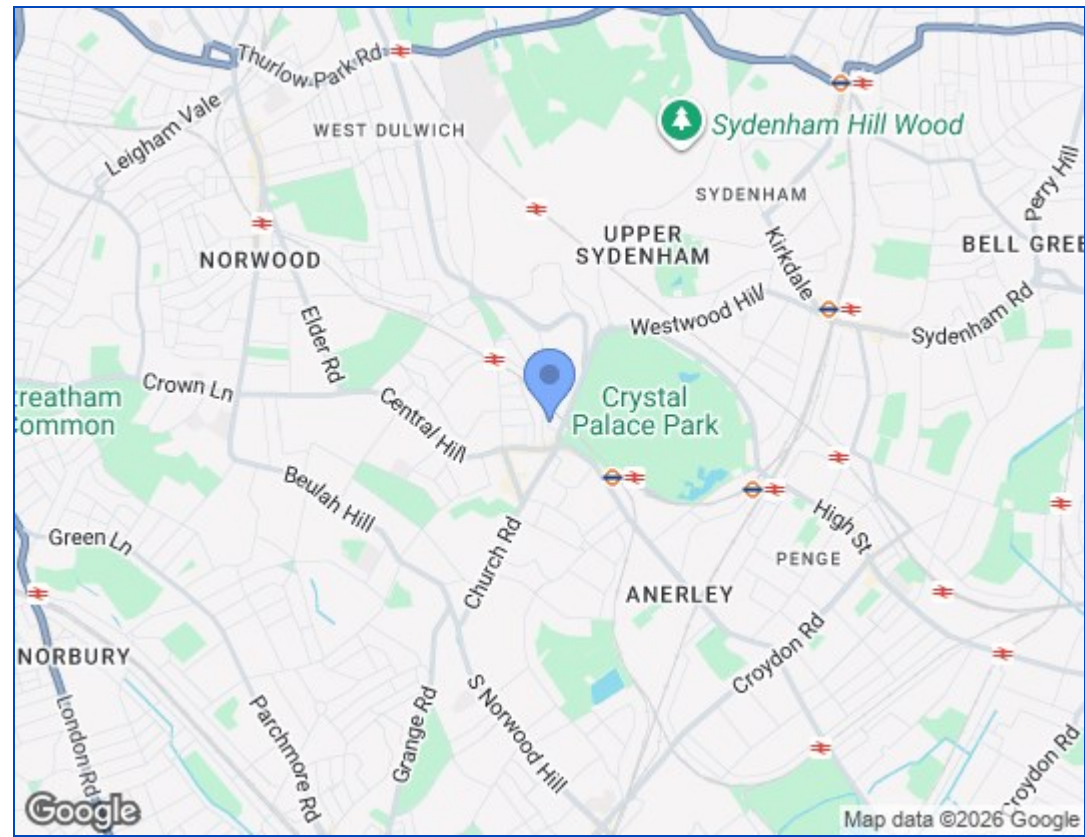 Thurlow Park Rd
Leigham Vale
WEST DULWICH
Sydenham Hill Wood
SYDENHAM
Perry Hill
NORWOOD
UPPER
SYDENHAM
Kirkdale
BELL GREE
Elder Rd
Westwood Hill
Sydenham Rd
Crown Ln
treatham
Common
Central Hill
Crystal
Palace Park
Beulah Hill
Green Ln
Church Rd
High St
PENGE
ANERLEY
NORBURY
Croydon Rd
London Rd
Parchmore Rd
Grange Rd
S Norwood Hill
Croydon Rd
Google
Map data ©2026 Google